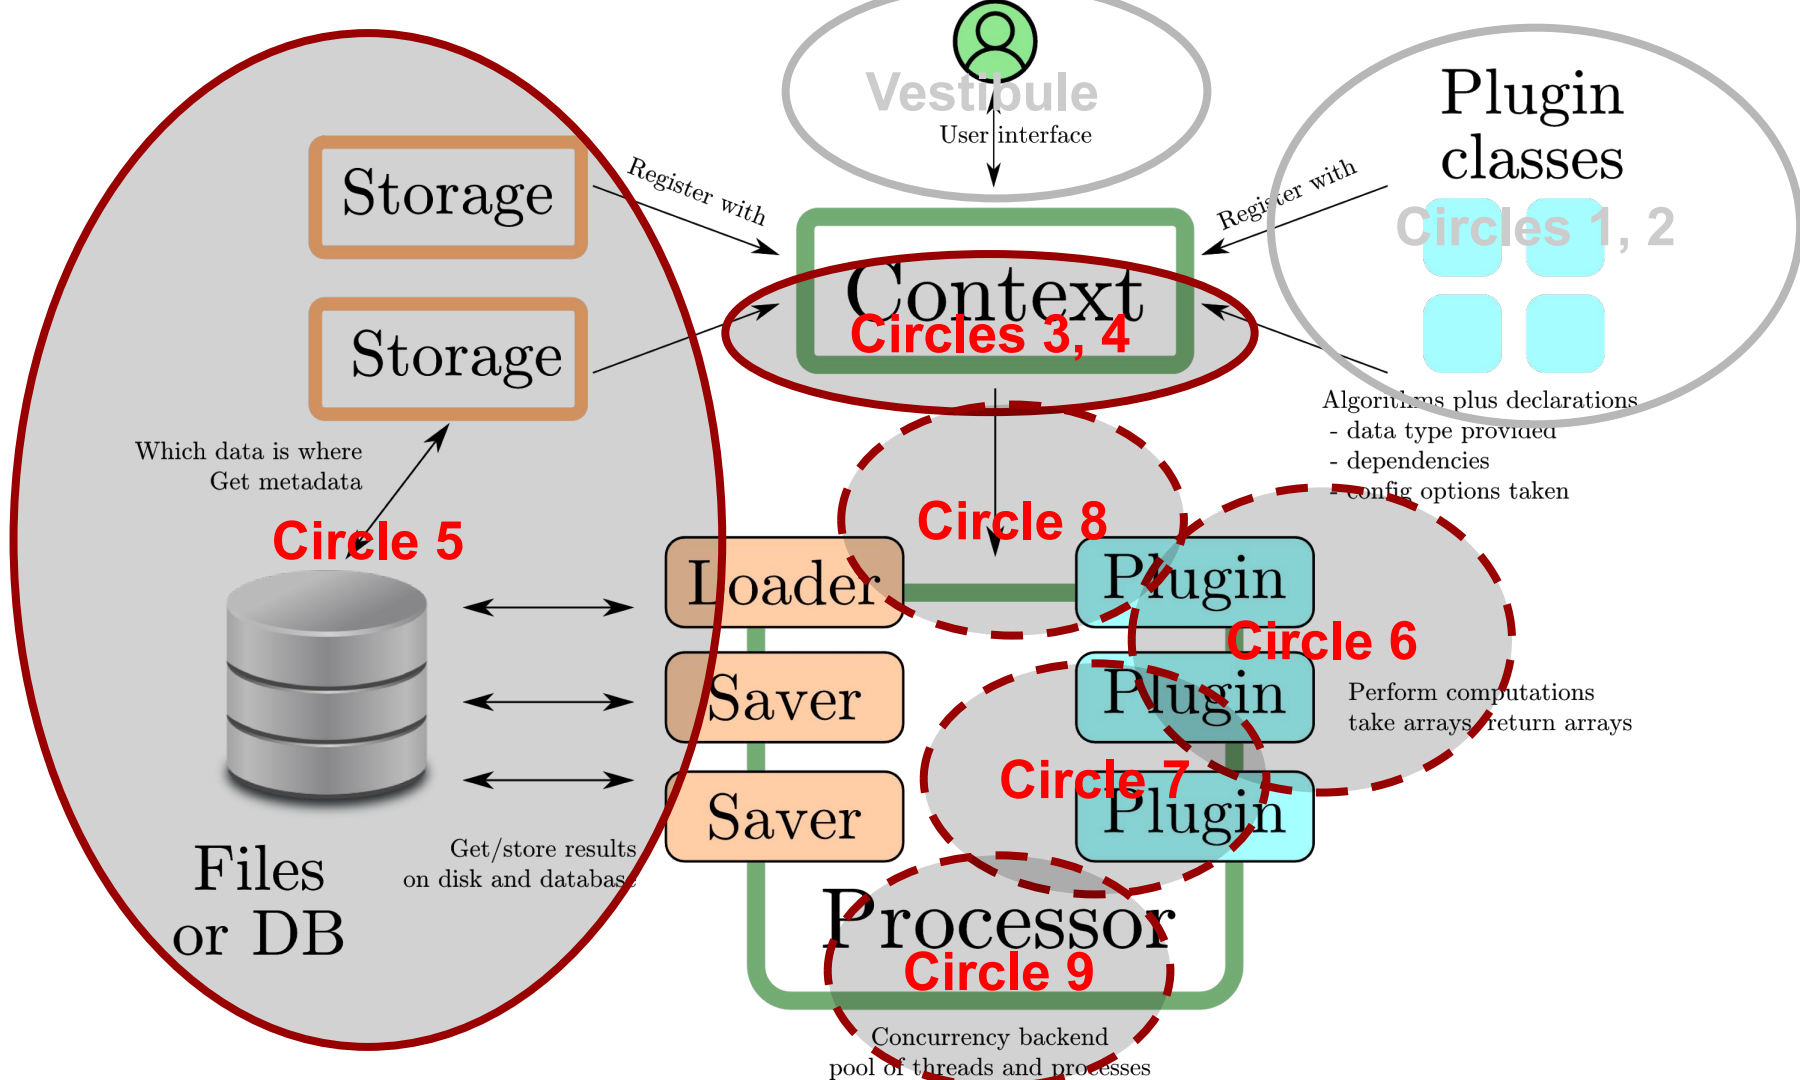 Vestibule
User interface
Plugin
classes
Circles 1, 2
Storage
Register with
Register with
Context
Circles 3, 4
Storage
Algorithms plus declarations
- data type provided
- dependencies
- config options taken
Which data is where
Get metadata
Circle 5
Circle 8
Loader
Plugin
Circle 6
Saver
Plugin
Perform computations
take arrays, return arrays
Circle 7
Saver
Plugin
Files
or DB
Get/store results
on disk and database
Processor
Circle 9
Concurrency backend
pool of threads and processes